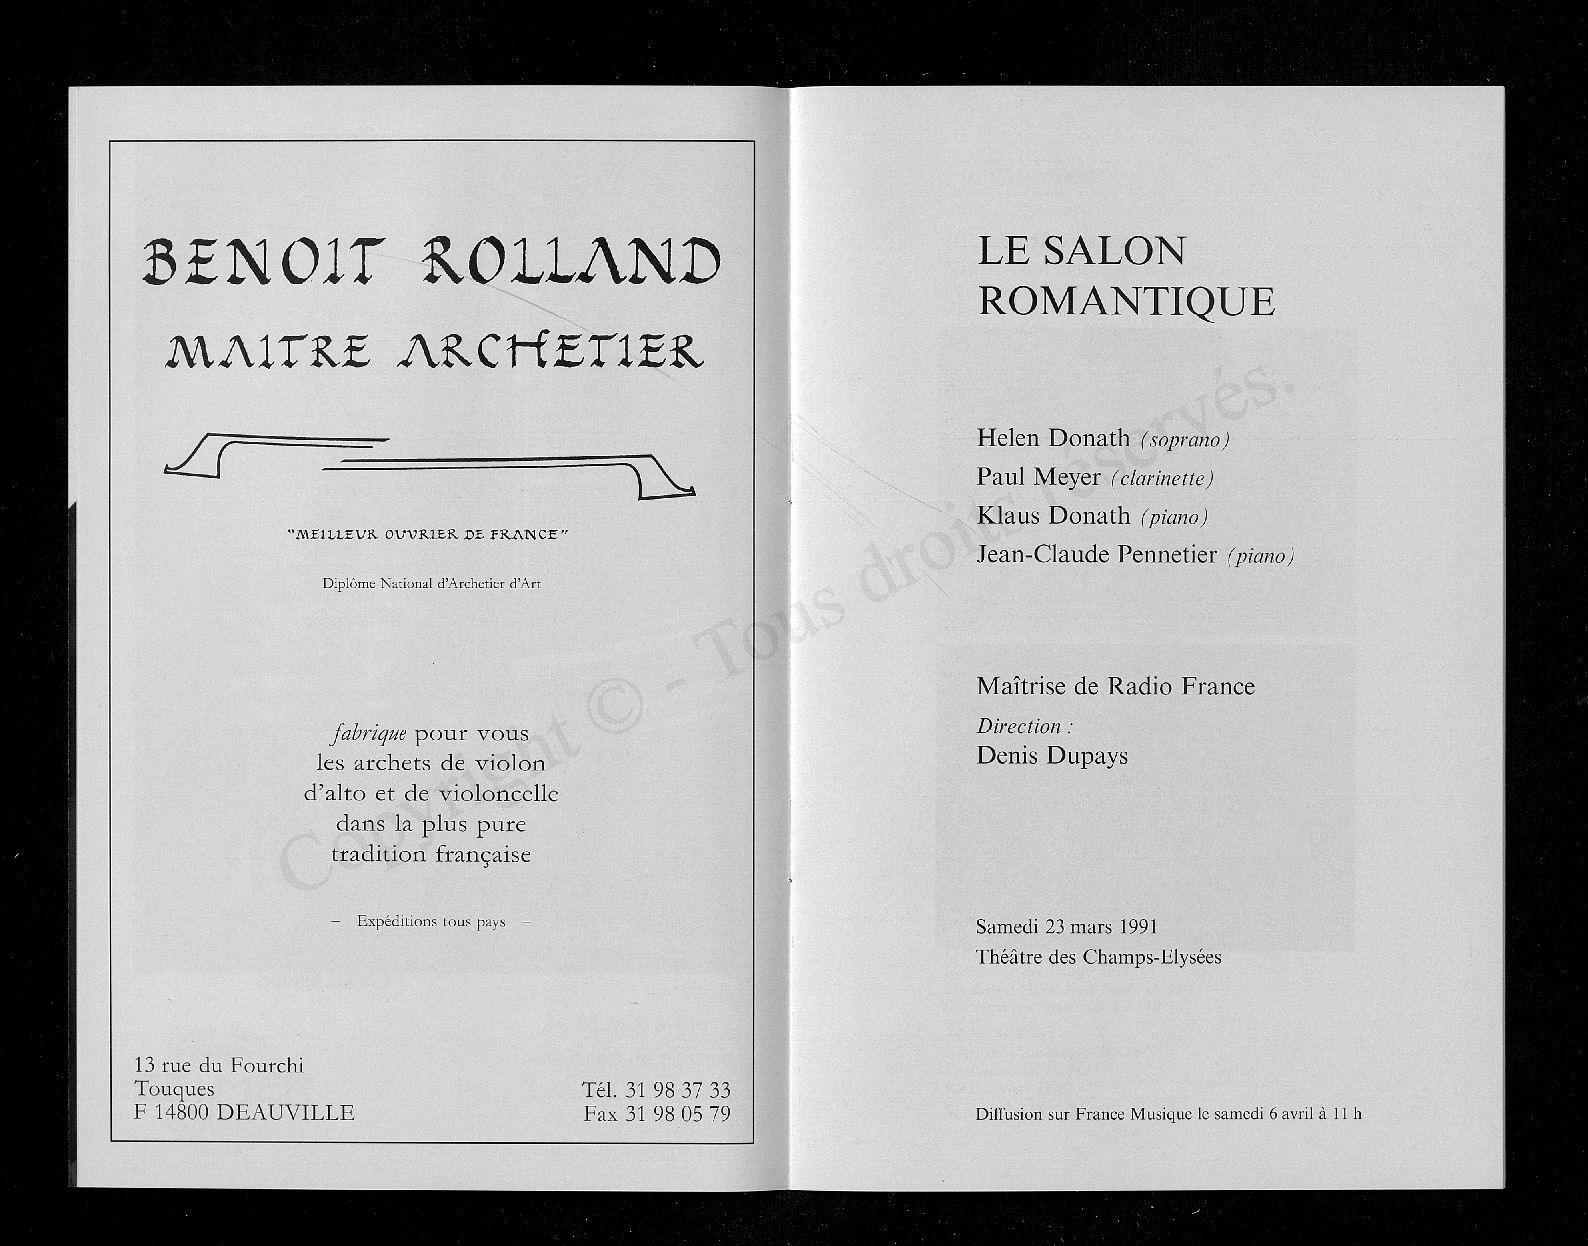 BENOIT ROLLAND
MAITRE ARCHETIER
"MEILLEUR OUVRIER DE FRANCE"
Diplôme National d'Archetier d'Art
fabrique pour vous
les archets de violon
d'alto et de violoncelle
dans la plus pure
tradition française
– Expéditions tous pays –
13 rue du Fourchi
Touques
F 14800 DEAUVILLE
Tél. 31 98 37 33
Fax 31 98 05 79
LE SALON
ROMANTIQUE
Helen Donath (soprano)
Paul Meyer (clarinette)
Klaus Donath (piano)
Jean-Claude Pennetier (piano)
Maîtrise de Radio France
Direction :
Denis Dupays
Samedi 23 mars 1991
Théâtre des Champs-Elysées
Diffusion sur France Musique le samedi 6 avril à 11 h
Copyright © - Tous droits réservés.